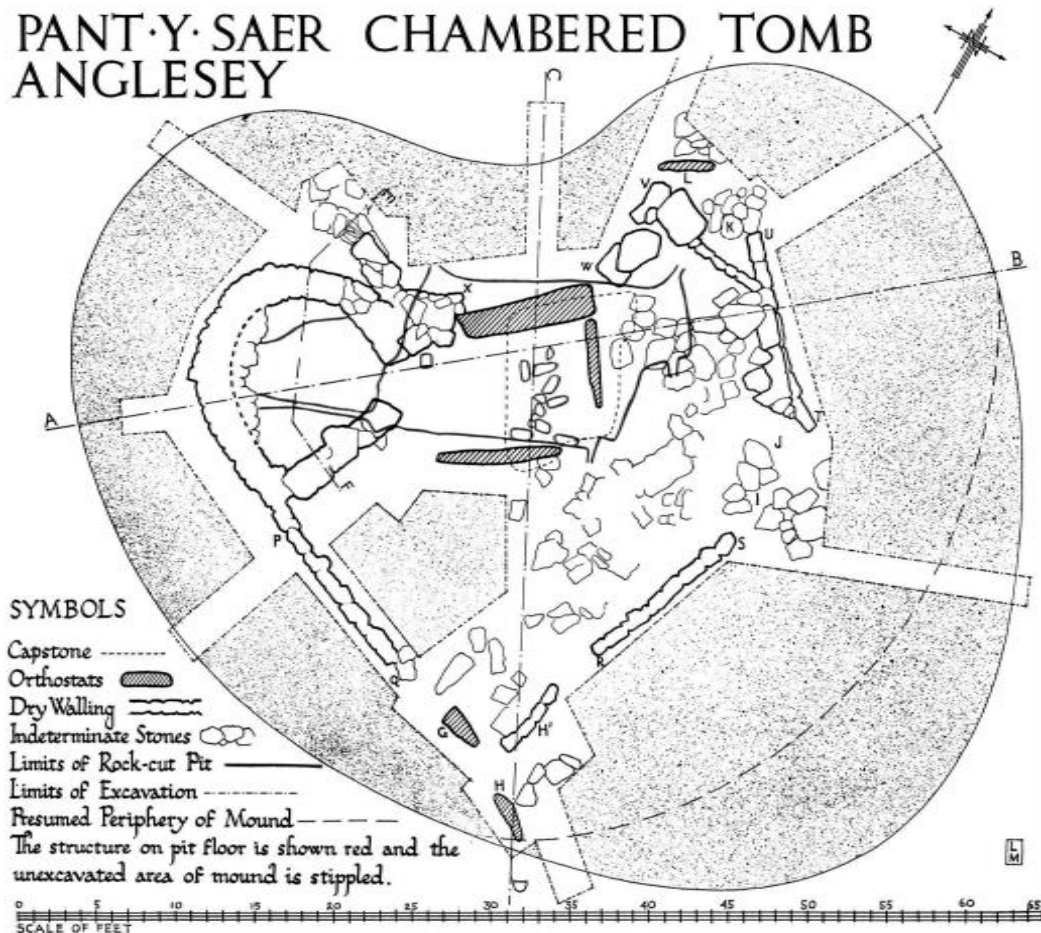 PANT·Y·SAER CHAMBERED TOMB
ANGLESEY
C
L
V
K
U
W
B
E
X
A
F
T
J
I
P
S
R
Q
G
H'
H
D
SYMBOLS
Capstone
Orthostats
Dry Walling
Indeterminate Stones
Limits of Rock-cut Pit
Limits of Excavation
Presumed Periphery of Mound
The structure on pit floor is shown red and the
unexcavated area of mound is stippled.
L
M
0 5 10 15 20 25 30 35 40 45 50 55 60 65
SCALE OF FEET